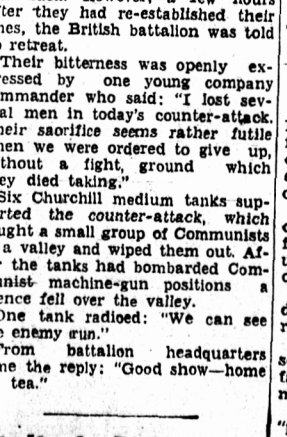 ter they had re-established their
nes, the British battalion was told
retreat.
Their bitterness was openly ex-
ressed by one young company
mmander who said: "I lost sev-
al men in today's counter-attack.
heir saorifice seems rather futile
hen we were ordered to give up,
thout a fight, ground which
ey died taking."
Six Churchill medium tanks sup-
rted the counter-attack, which
ught a small group of Communists
a valley and wiped them out. Af-
the tanks had bombarded Com-
unist machine-gun positions a
ence fell over the valley.
One tank radioed: "We can see
e enemy run."
From battalion headquarters
me the reply: "Good show—home
tea."